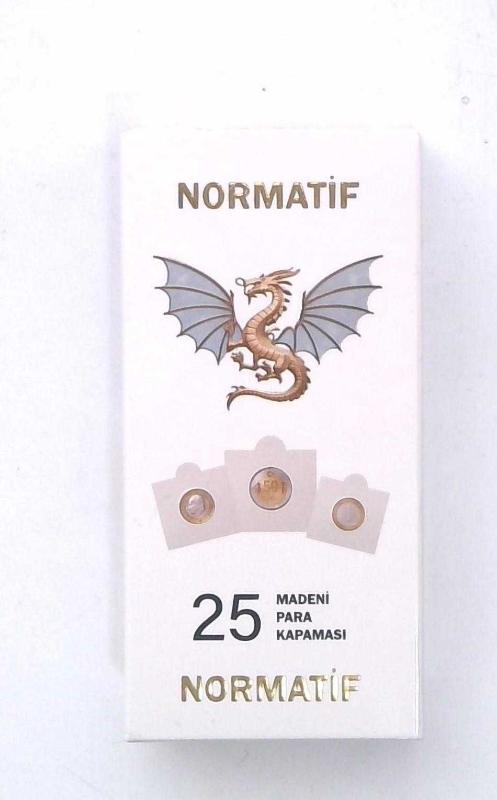 NORMATİF
25 MADENİ
PARA
KAPAMASI
NORMATİF